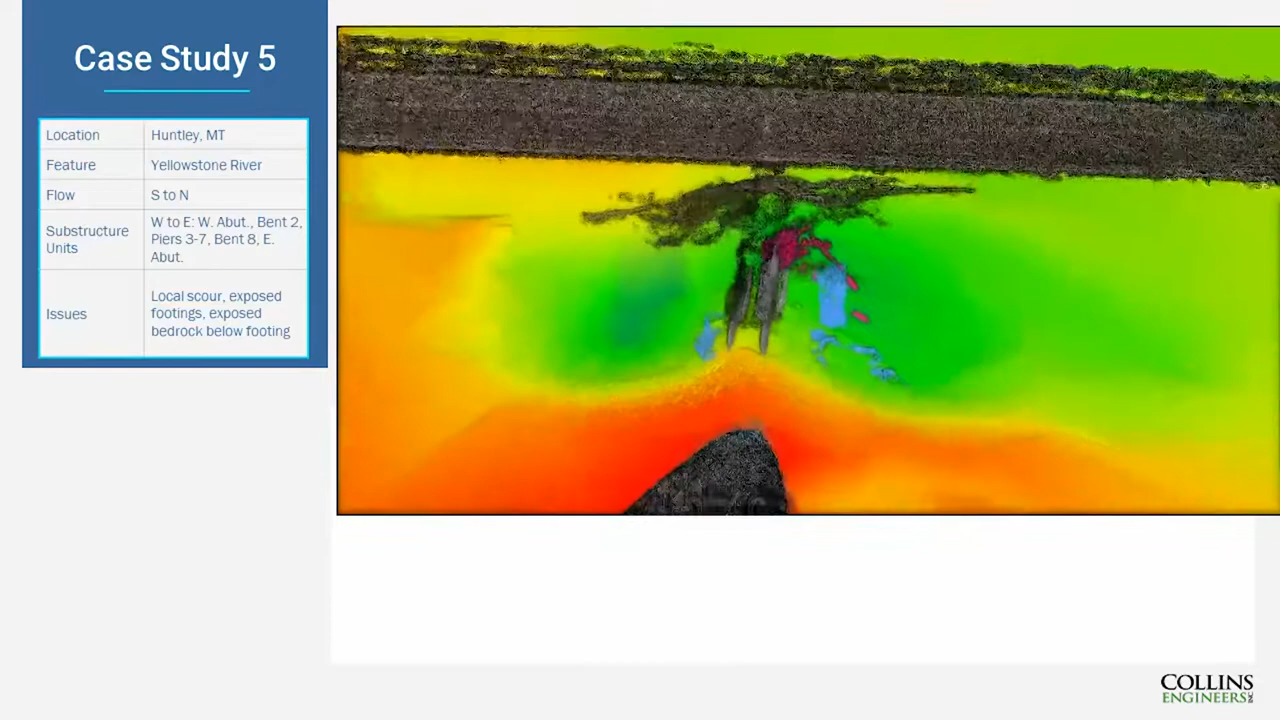 Case Study 5
Location
Huntley, MT
Feature
Yellowstone River
Flow
S to N
Substructure
Units
W to E: W. Abut., Bent 2,
Piers 3-7, Bent 8, E.
Abut.
Issues
Local scour, exposed
footings, exposed
bedrock below footing
COLLINS
ENGINEERS INC